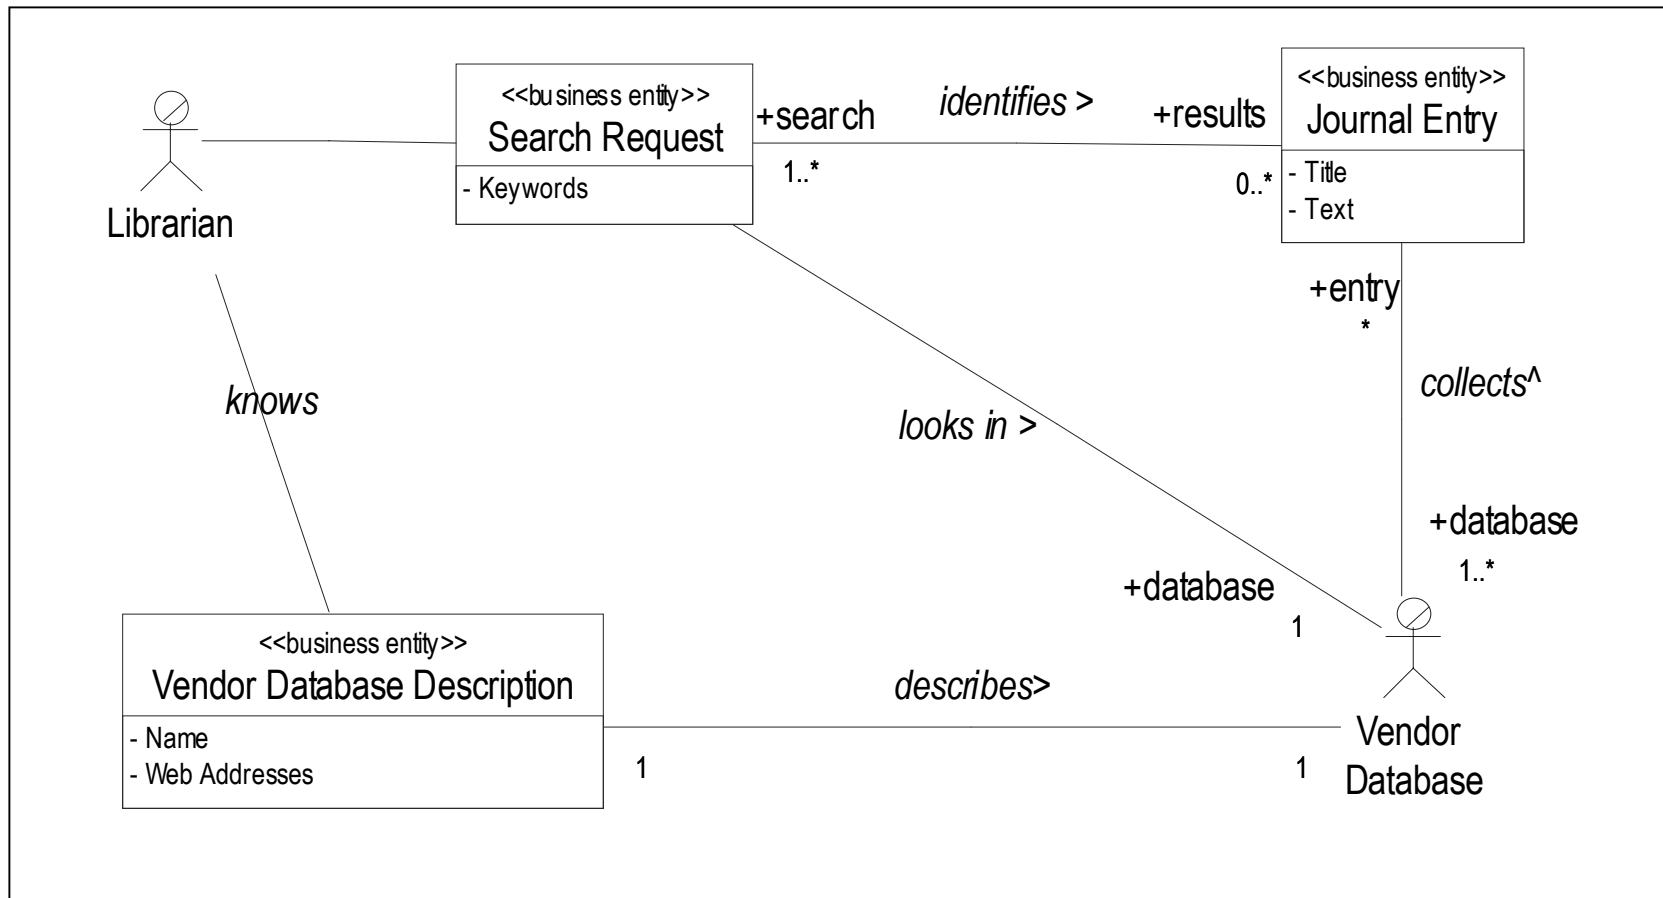 <<business entity>>
Search Request
- Keywords
+search
1..*
identifies >
+results
0..*
<<business entity>>
Journal Entry
- Title
- Text
Librarian
+entry
*
collects^
knows
looks in >
+database
1..*
+database
1
<<business entity>>
Vendor Database Description
- Name
- Web Addresses
describes>
1
1
Vendor
Database